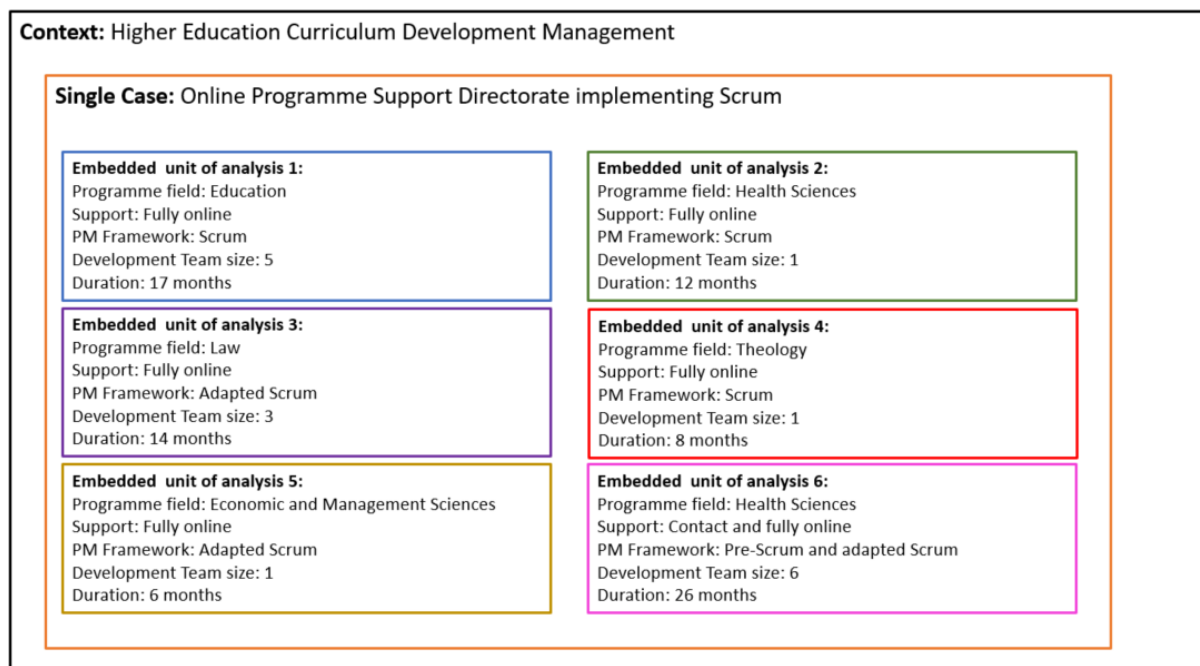 Context: Higher Education Curriculum Development Management
Single Case: Online Programme Support Directorate implementing Scrum
Embedded unit of analysis 1:
Programme field: Education
Support: Fully online
PM Framework: Scrum
Development Team size: 5
Duration: 17 months
Embedded unit of analysis 2:
Programme field: Health Sciences
Support: Fully online
PM Framework: Scrum
Development Team size: 1
Duration: 12 months
Embedded unit of analysis 3:
Programme field: Law
Support: Fully online
PM Framework: Adapted Scrum
Development Team size: 3
Duration: 14 months
Embedded unit of analysis 4:
Programme field: Theology
Support: Fully online
PM Framework: Scrum
Development Team size: 1
Duration: 8 months
Embedded unit of analysis 5:
Programme field: Economic and Management Sciences
Support: Fully online
PM Framework: Adapted Scrum
Development Team size: 1
Duration: 6 months
Embedded unit of analysis 6:
Programme field: Health Sciences
Support: Contact and fully online
PM Framework: Pre-Scrum and adapted Scrum
Development Team size: 6
Duration: 26 months